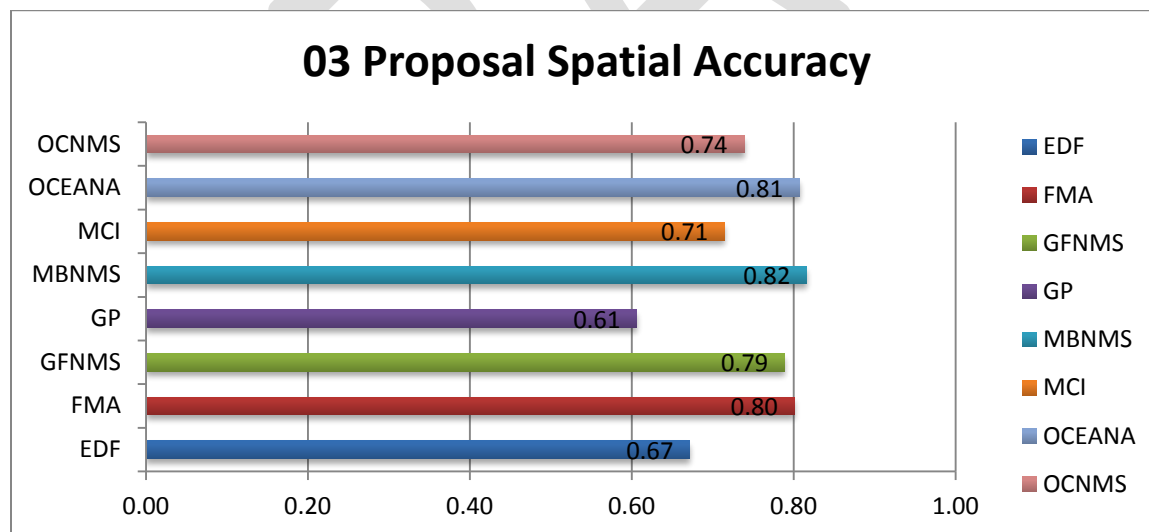 03 Proposal Spatial Accuracy
OCNMS 0.74
OCEANA 0.81
MCI 0.71
MBNMS 0.82
GP 0.61
GFNMS 0.79
FMA 0.80
EDF 0.67
0.00 0.20 0.40 0.60 0.80 1.00
EDF
FMA
GFNMS
GP
MBNMS
MCI
OCEANA
OCNMS